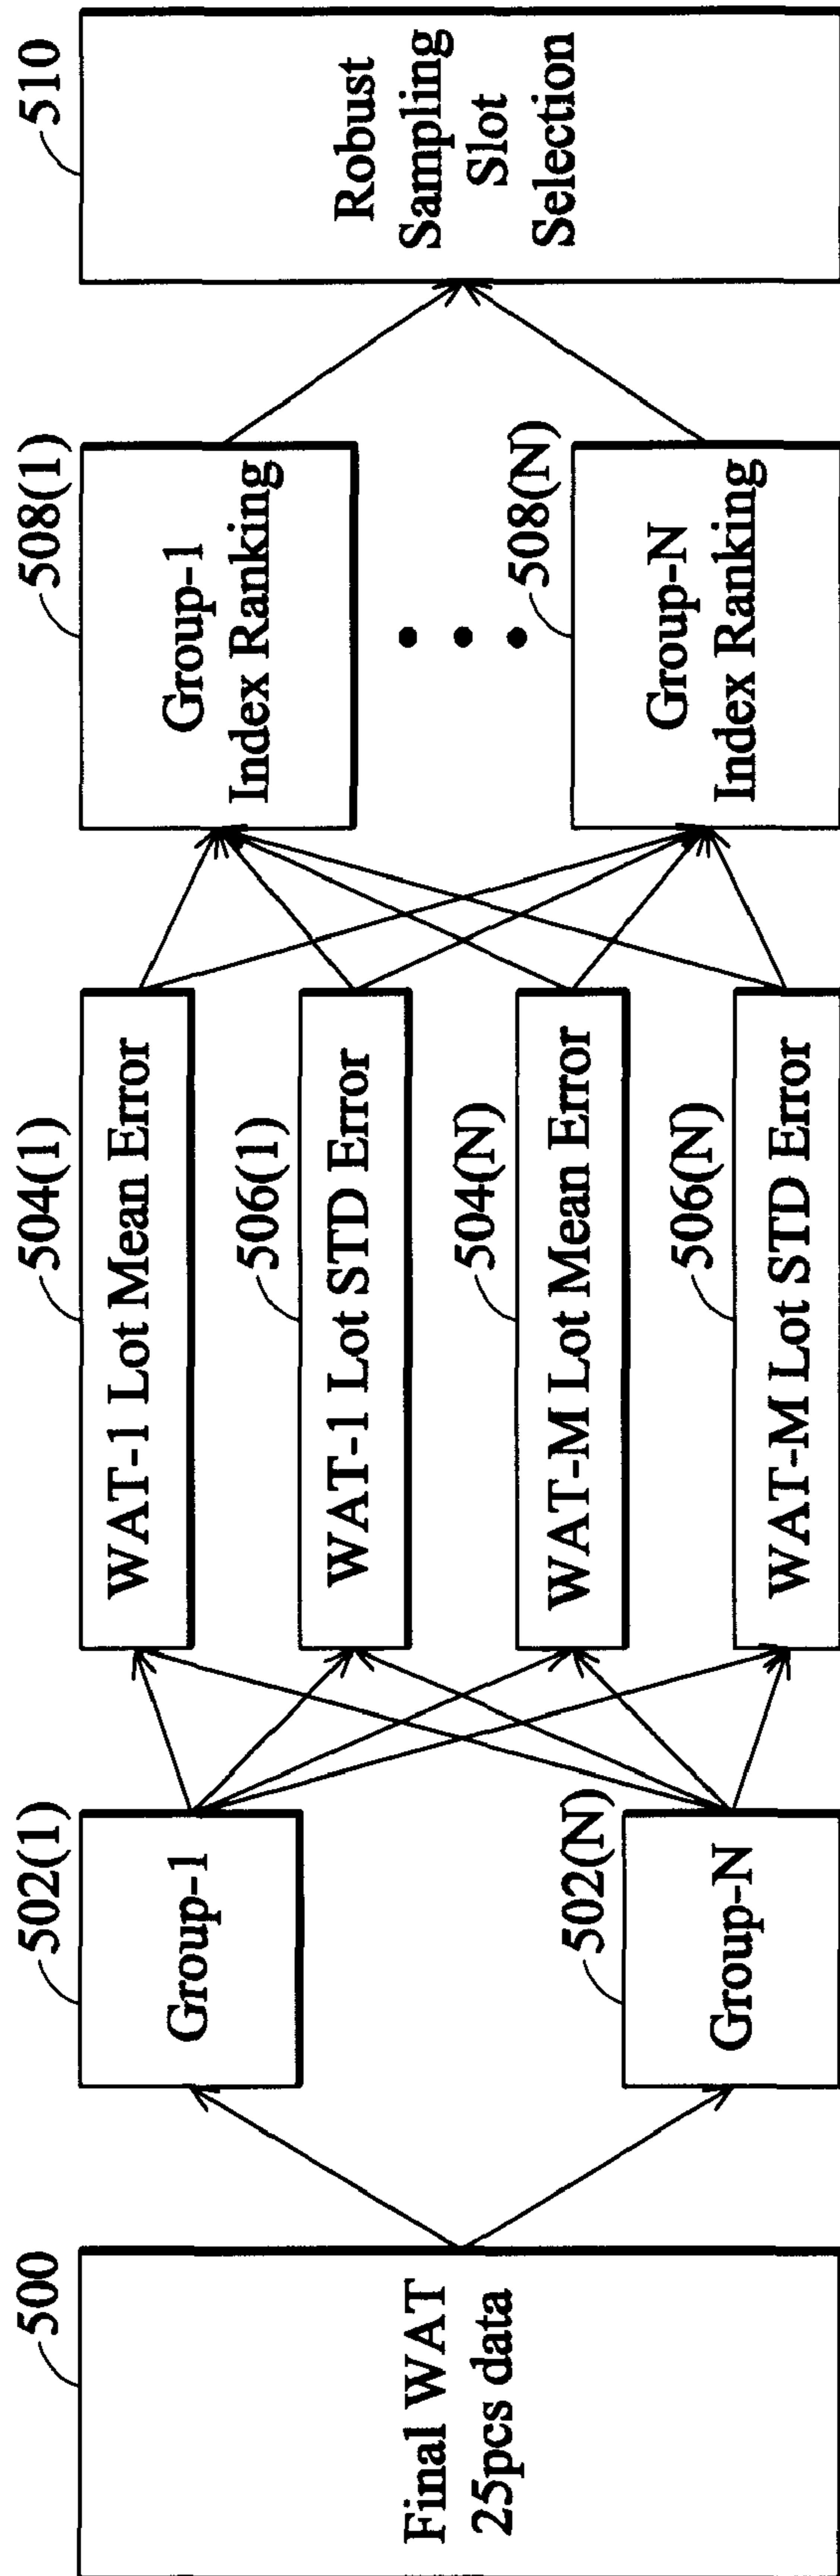 500
Final WAT
25pcs data
502(1)
Group-1
502(N)
Group-N
504(1)
WAT-1 Lot Mean Error
506(1)
WAT-1 Lot STD Error
504(N)
WAT-M Lot Mean Error
506(N)
WAT-M Lot STD Error
508(1)
Group-1
Index Ranking
508(N)
Group-N
Index Ranking
510
Robust
Sampling
Slot
Selection